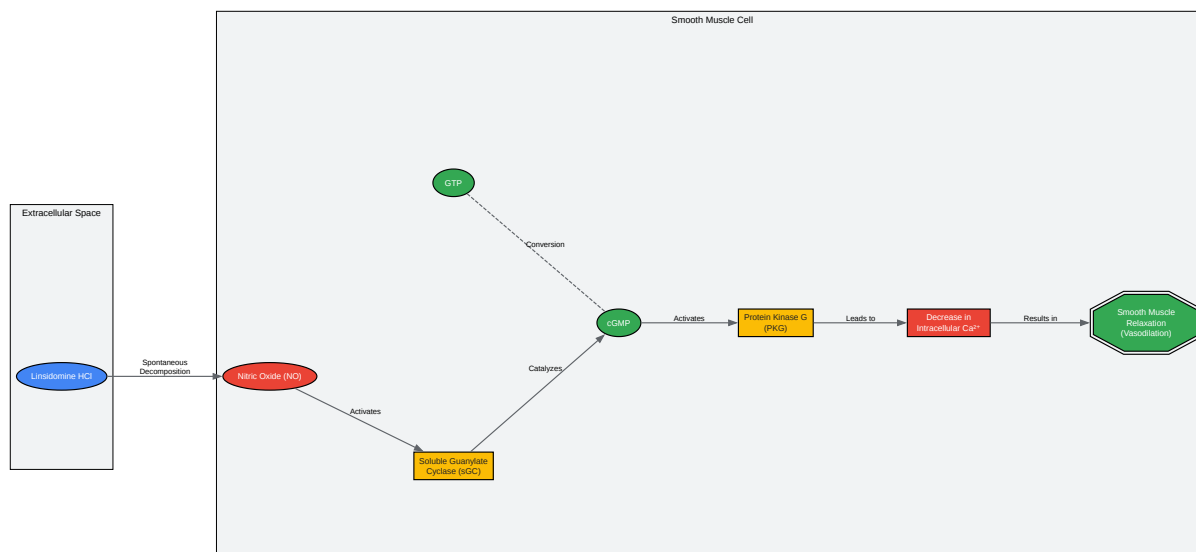 Smooth Muscle Cell
GTP
Extracellular Space
Conversion
Smooth Muscle
Relaxation
(Vasodilation)
cGMP
Activates
Protein Kinase G
(PKG)
Leads to
Decrease in
Intracellular Ca²⁺
Results in
Spontaneous
Decomposition
Catalyzes
Linsidomine HCl
Nitric Oxide (NO)
Activates
Soluble Guanylate
Cyclase (sGC)